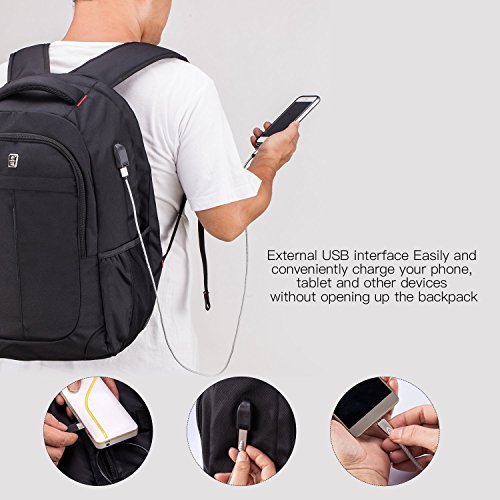 External USB interface Easily and
conveniently charge your phone,
tablet and other devices
without opening up the backpack